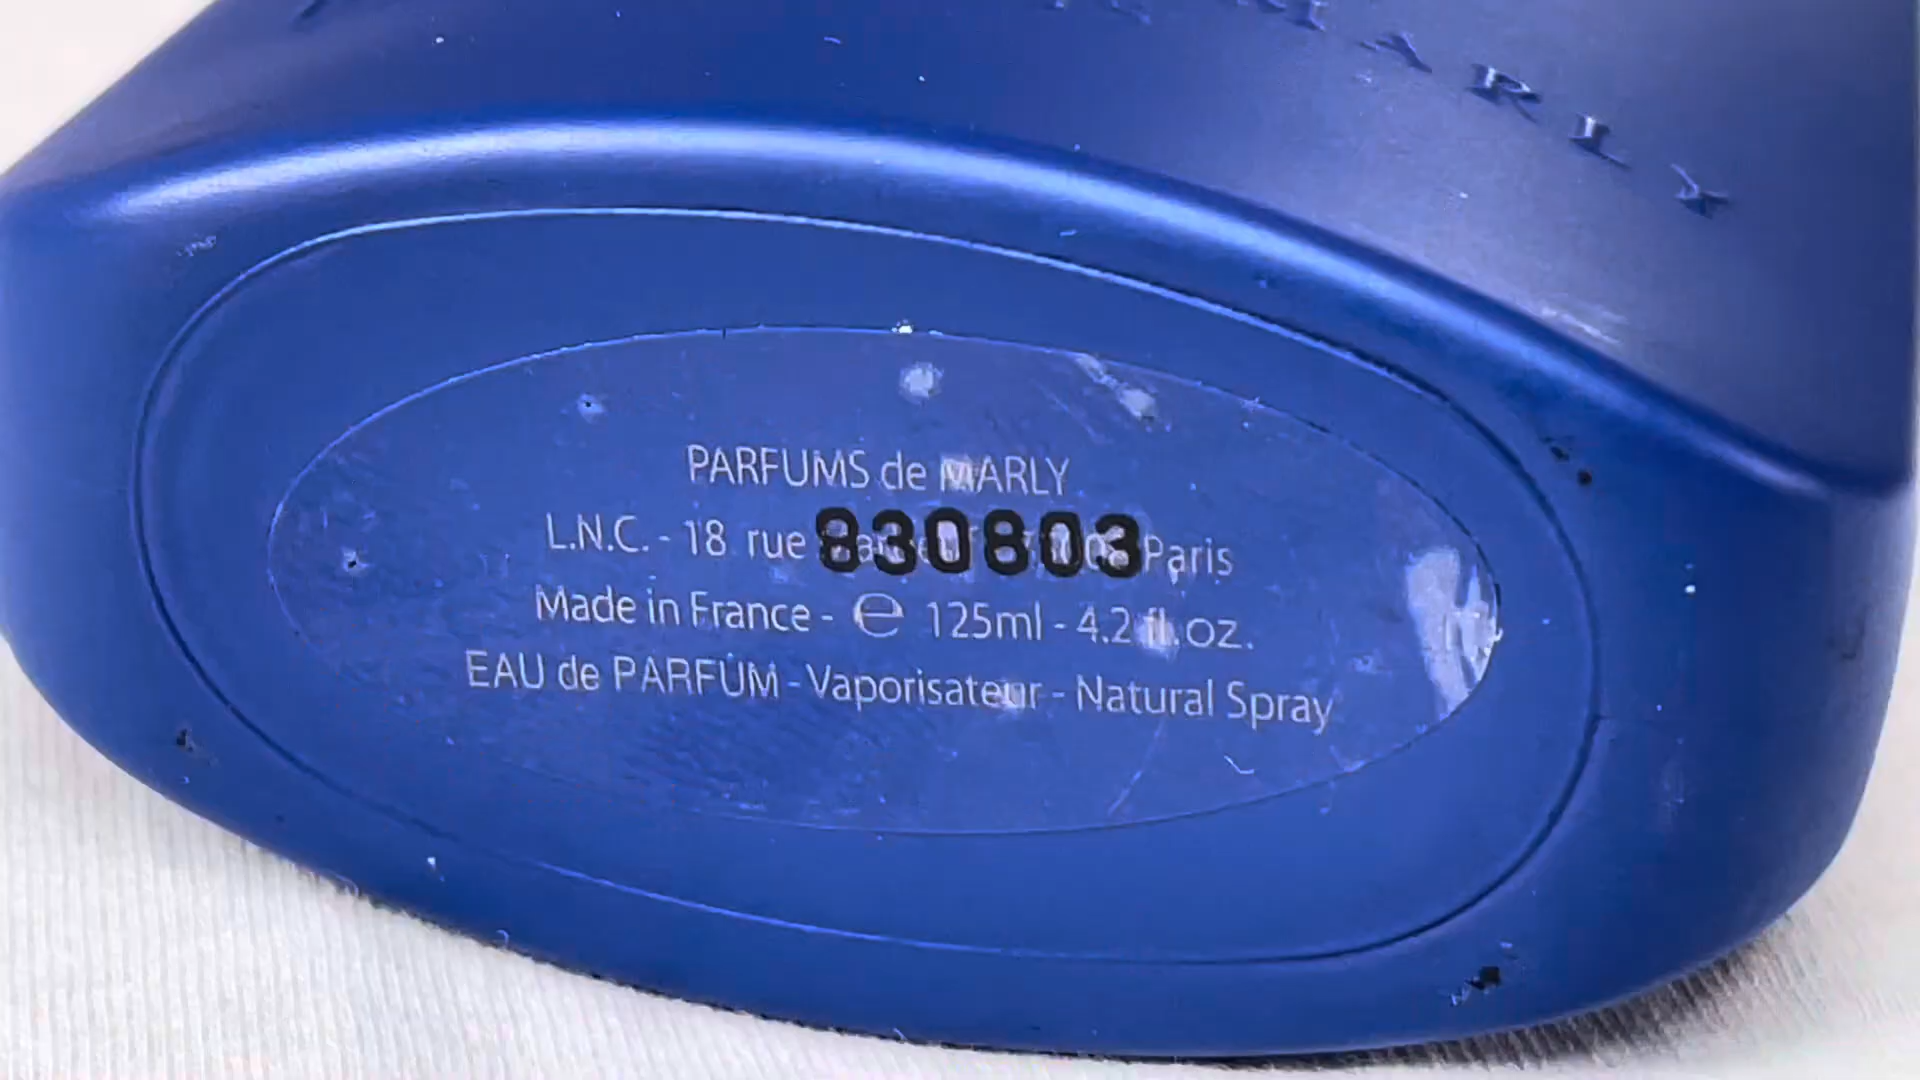 MARLY
PARFUMS de MARLY
L.N.C. - 18 rue Paris
830803
Made in France - ℮ 125ml - 4.2 fl.oz.
EAU de PARFUM - Vaporisateur - Natural Spray